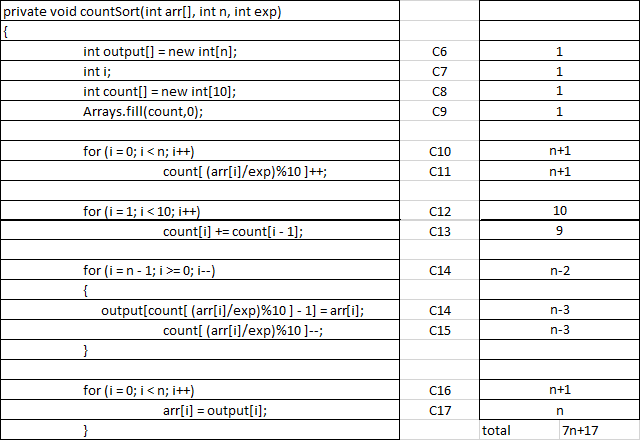 private void countSort(int arr[], int n, int exp)
{
int output[] = new int[n]; C6 1
int i; C7 1
int count[] = new int[10]; C8 1
Arrays.fill(count,0); C9 1
for (i = 0; i < n; i++) C10 n+1
count[ (arr[i]/exp)%10 ]++; C11 n+1
for (i = 1; i < 10; i++) C12 10
count[i] += count[i - 1]; C13 9
for (i = n - 1; i >= 0; i--) C14 n-2
{
output[count[ (arr[i]/exp)%10 ] - 1] = arr[i]; C14 n-3
count[ (arr[i]/exp)%10 ]--; C15 n-3
}
for (i = 0; i < n; i++) C16 n+1
arr[i] = output[i]; C17 n
} total 7n+17